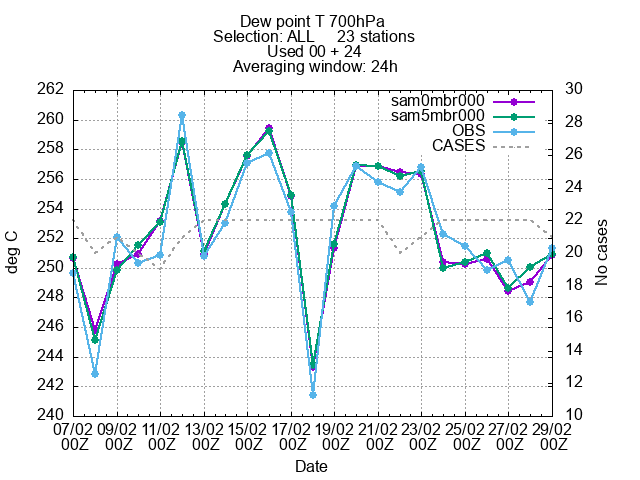 Dew point T 700hPa
Selection: ALL 23 stations
Used 00 + 24
Averaging window: 24h
262 30
sam0mbr000
260 28
sam5mbr000
OBS
258 26
CASES
256 24
254 22
252 20
250 18
248 16
246 14
244 12
242 10
240
deg C
No cases
07/02 09/02 11/02 13/02 15/02 17/02 19/02 21/02 23/02 25/02 27/02 29/02
00Z 00Z 00Z 00Z 00Z 00Z 00Z 00Z 00Z 00Z 00Z 00Z
Date